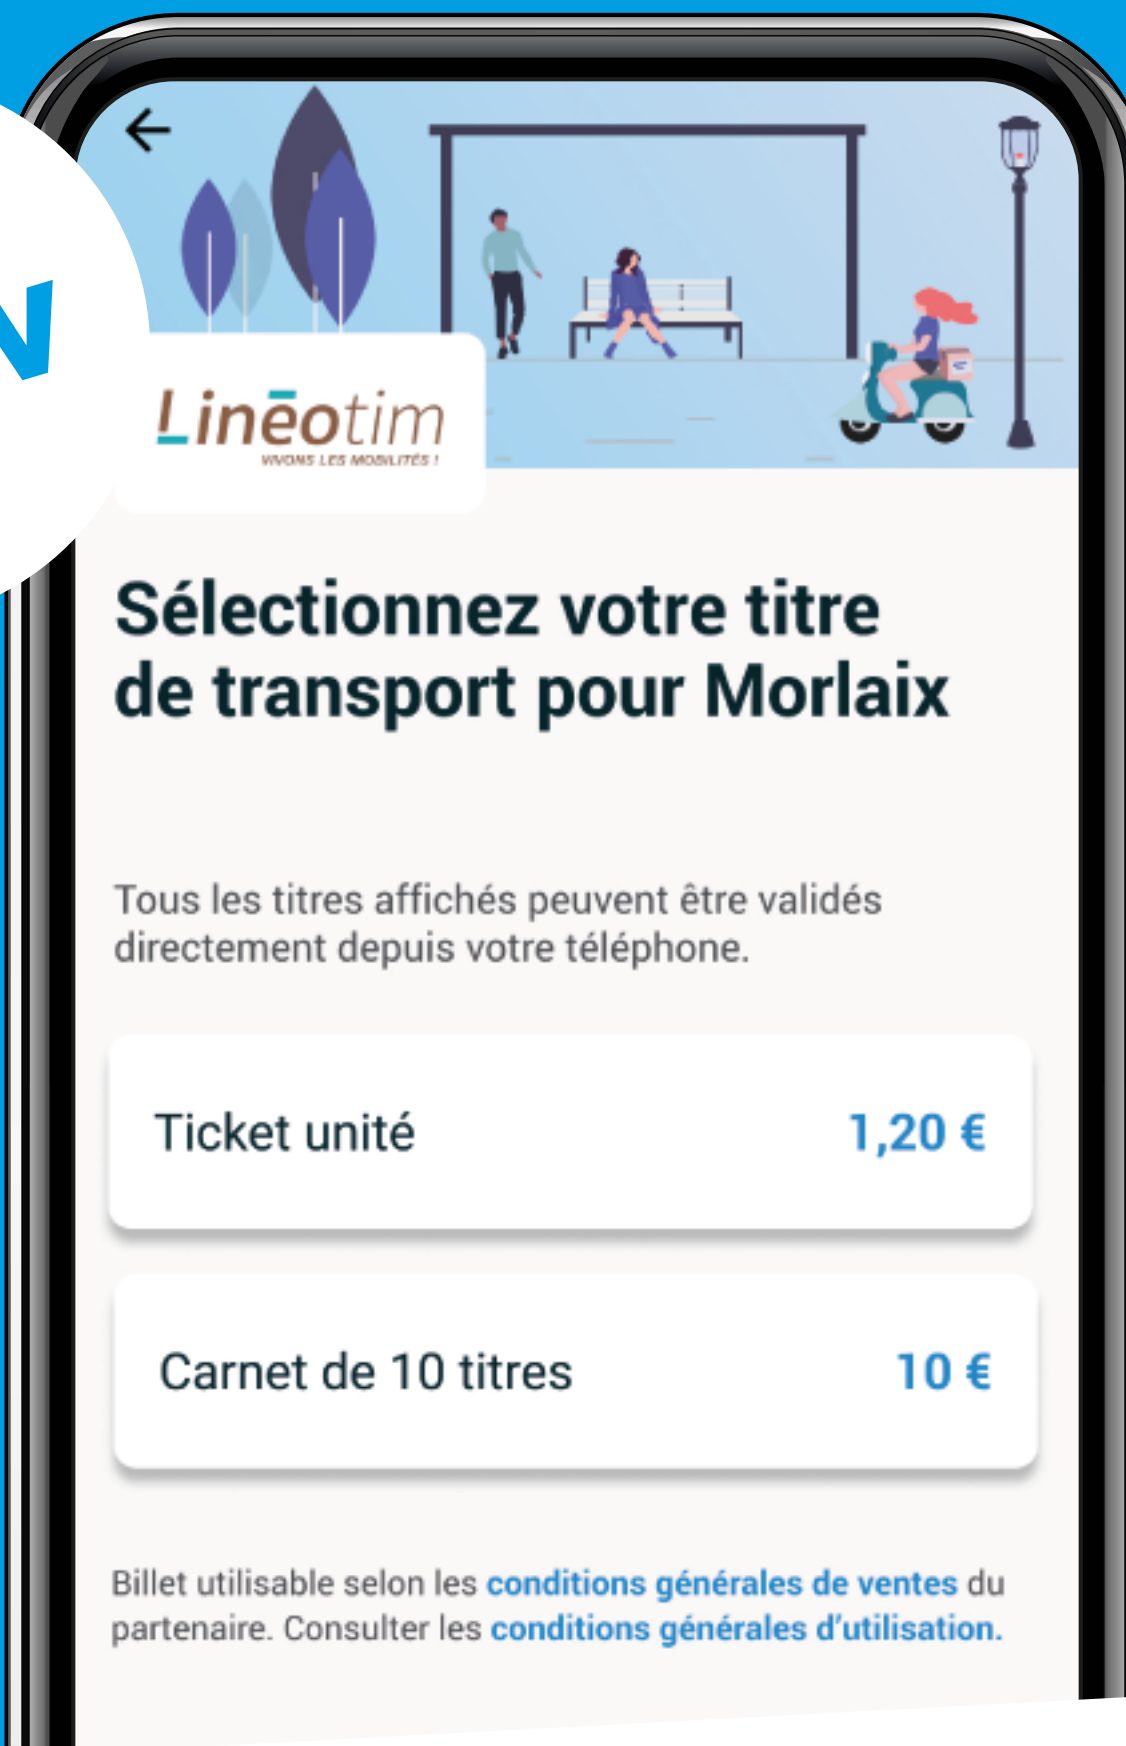 Linēotim
VIVONS LES MOBILITÉS !
Sélectionnez votre titre
de transport pour Morlaix
Tous les titres affichés peuvent être validés
directement depuis votre téléphone.
Ticket unité 1,20 €
Carnet de 10 titres 10 €
Billet utilisable selon les conditions générales de ventes du
partenaire. Consulter les conditions générales d’utilisation.